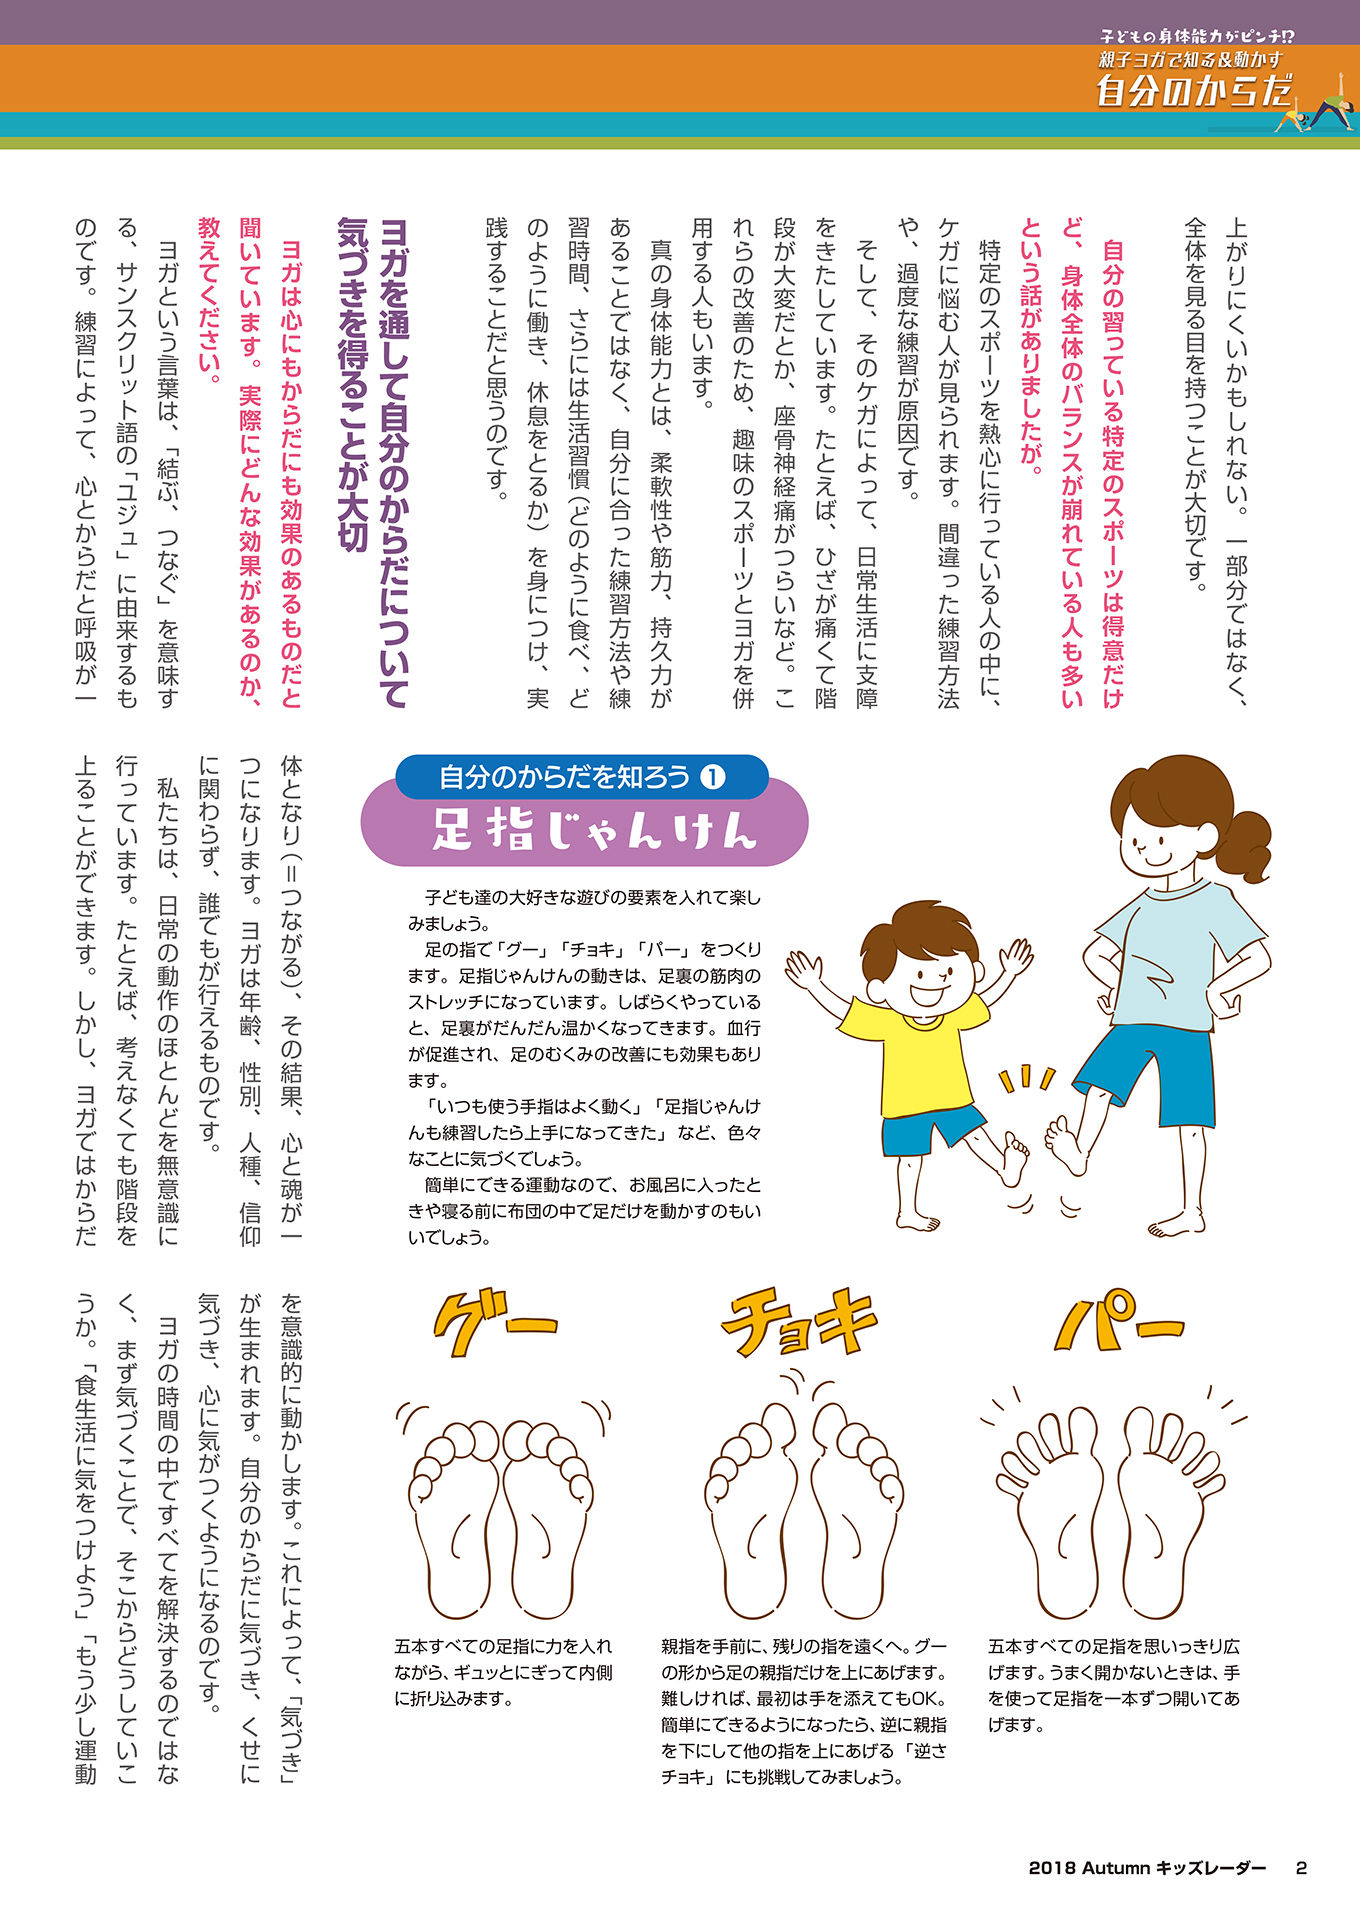 子どもの身体能力がピンチ!?
親子ヨガで知る&動かす
自分のからだ
上がりにくいかもしれない。一部分ではなく、
全体を見る目を持つことが大切です。
自分の習っている特定のスポーツは得意だけ
ど、身体全体のバランスが崩れている人も多い
という話がありましたが。
特定のスポーツを熱心に行っている人の中に、
ケガに悩む人が見られます。間違った練習方法
や、過度な練習が原因です。
そして、そのケガによって、日常生活に支障
をきたしています。たとえば、ひざが痛くて階
段が大変だとか、座骨神経痛がつらいなど。こ
れらの改善のため、趣味のスポーツとヨガを併
用する人もいます。
真の身体能力とは、柔軟性や筋力、持久力が
あることではなく、自分に合った練習方法や練
習時間、さらには生活習慣(どのように食べ、ど
のように働き、休息をとるか)を身につけ、実
践することだと思うのです。
ヨガを通して自分のからだについて
気づきを得ることが大切
ヨガは心にもからだにも効果のあるものだと
聞いています。実際にどんな効果があるのか、
教えてください。
ヨガという言葉は、「結ぶ、つなぐ」を意味す
る、サンスクリット語の「ユジュ」に由来するも
のです。練習によって、心とからだと呼吸が一
体となり(=つながる)、その結果、心と魂が一
つになります。ヨガは年齢、性別、人種、信仰
に関わらず、誰でもが行えるものです。
私たちは、日常の動作のほとんどを無意識に
行っています。たとえば、考えなくても階段を
上ることができます。しかし、ヨガではからだ
を意識的に動かします。これによって、「気づき」
が生まれます。自分のからだに気づき、くせに
気づき、心に気がつくようになるのです。
ヨガの時間の中ですべてを解決するのではな
く、まず気づくことで、そこからどうしていこ
うか。「食生活に気をつけよう」「もう少し運動
自分のからだを知ろう ❶
足指じゃんけん
子ども達の大好きな遊びの要素を入れて楽し
みましょう。
足の指で「グー」「チョキ」「パー」をつくり
ます。足指じゃんけんの動きは、足裏の筋肉の
ストレッチになっています。しばらくやっている
と、足裏がだんだん温かくなってきます。血行
が促進され、足のむくみの改善にも効果もあり
ます。
「いつも使う手指はよく動く」「足指じゃんけ
んも練習したら上手になってきた」など、色々
なことに気づくでしょう。
簡単にできる運動なので、お風呂に入ったと
きや寝る前に布団の中で足だけを動かすのもい
いでしょう。
グー
五本すべての足指に力を入れ
ながら、ギュッとにぎって内側
に折り込みます。
チョキ
親指を手前に、残りの指を遠くへ。グー
の形から足の親指だけを上にあげます。
難しければ、最初は手を添えてもOK。
簡単にできるようになったら、逆に親指
を下にして他の指を上にあげる「逆さ
チョキ」にも挑戦してみましょう。
パー
五本すべての足指を思いっきり広
げます。うまく開かないときは、手
を使って足指を一本ずつ開いてあ
げます。
2018 Autumn キッズレーダー 2